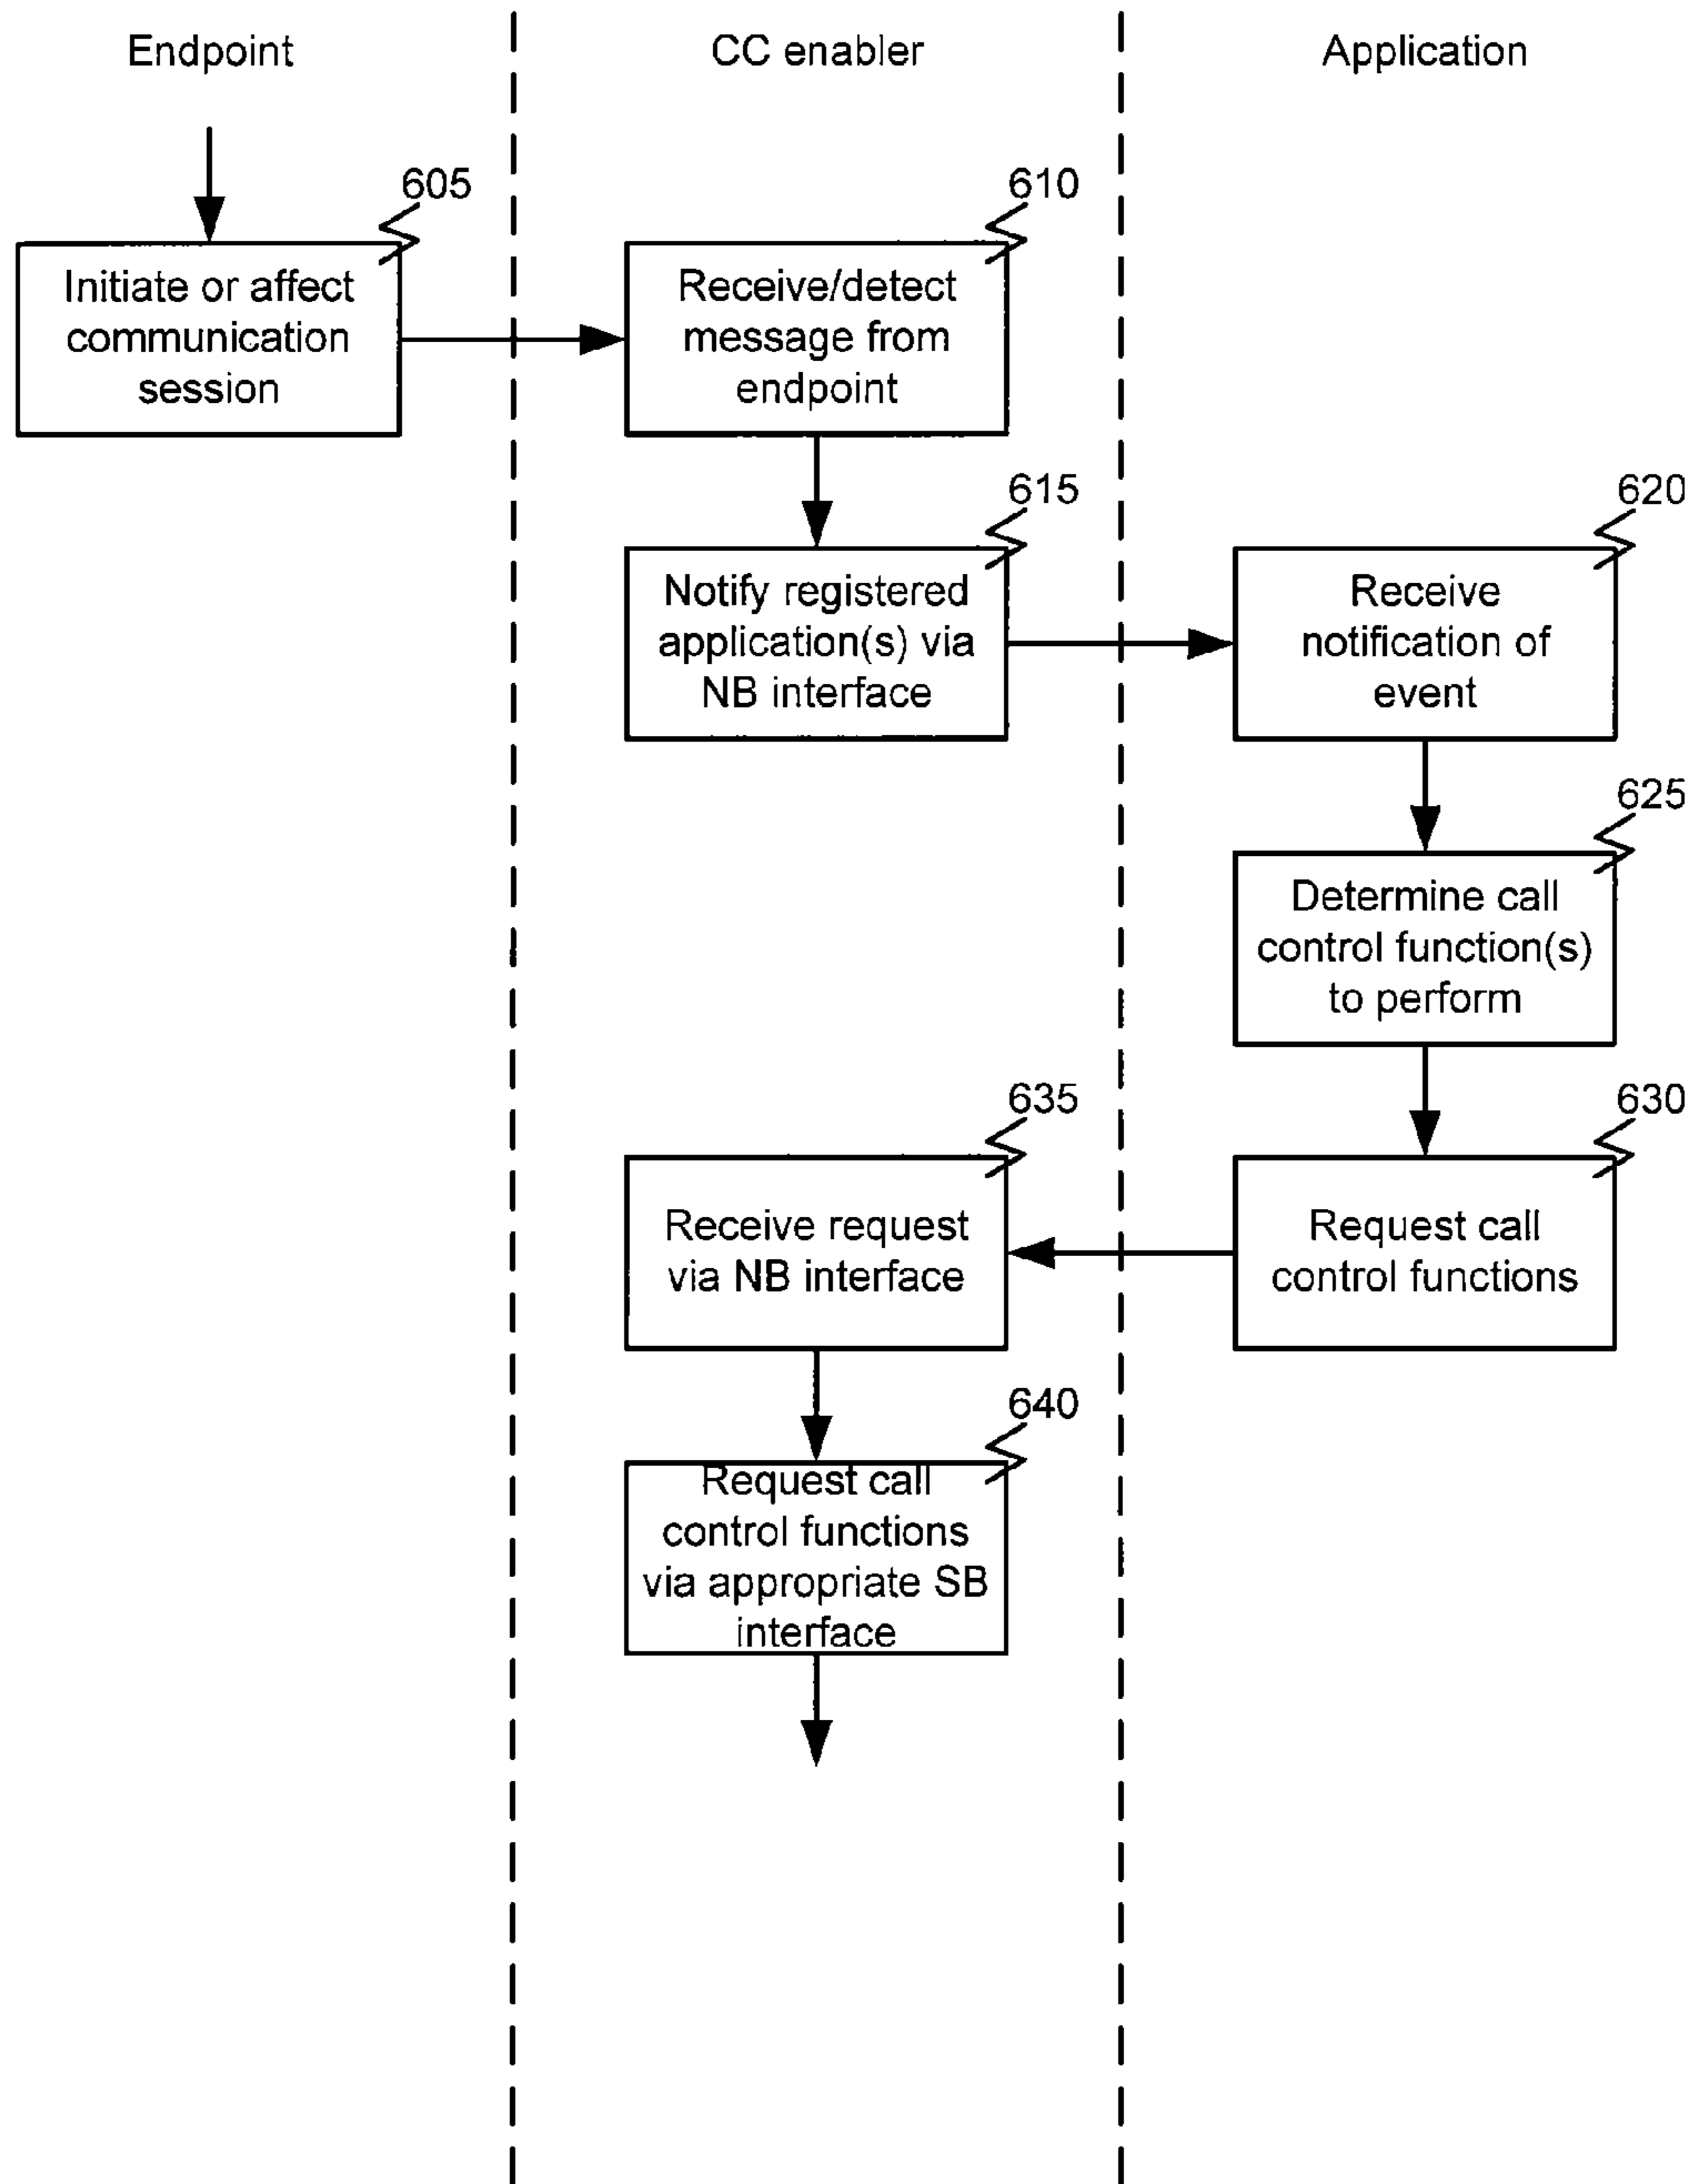 Endpoint
CC enabler
Application
605
Initiate or affect
communication
session
610
Receive/detect
message from
endpoint
615
Notify registered
application(s) via
NB interface
620
Receive
notification of
event
625
Determine call
control function(s)
to perform
630
Request call
control functions
635
Receive request
via NB interface
640
Request call
control functions
via appropriate SB
interface